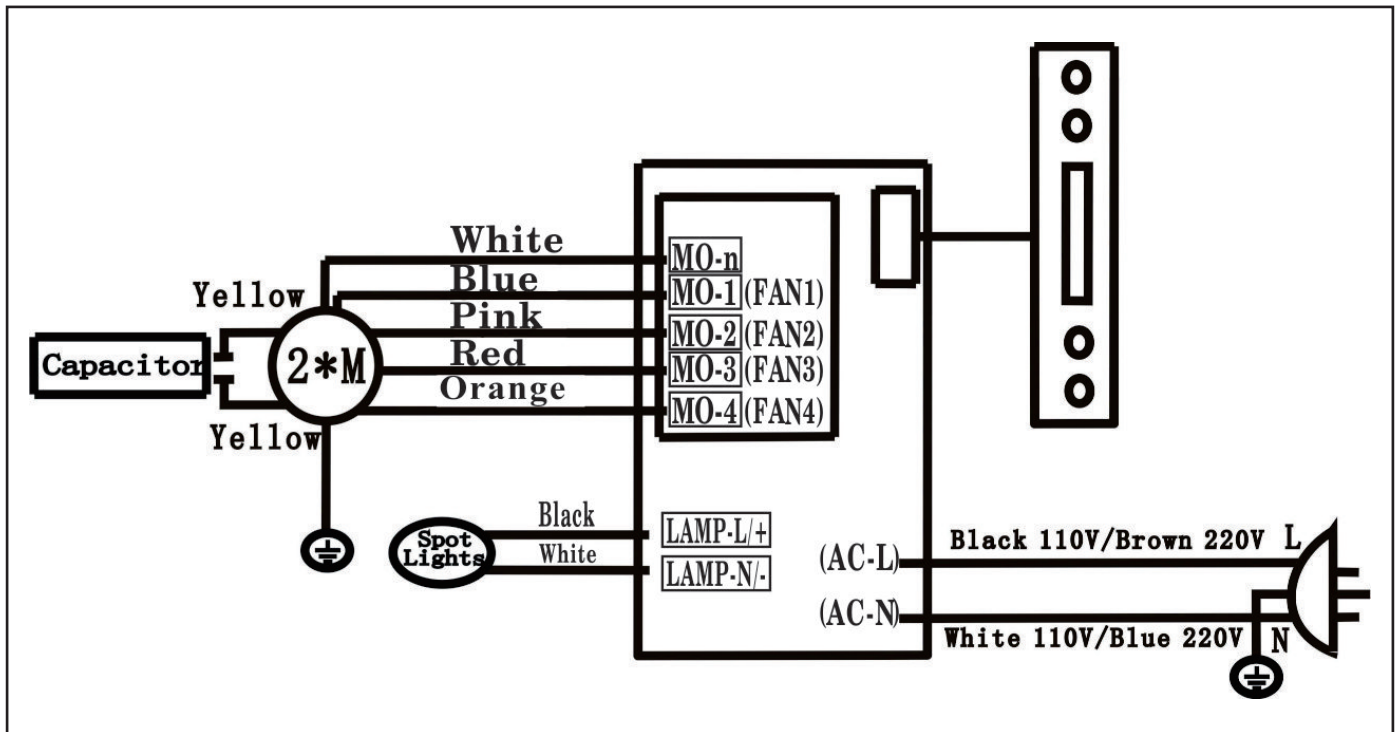 White
MO-n
Blue
MO-1 (FAN1)
Yellow
Pink
MO-2 (FAN2)
Capacitor
2*M
Red
MO-3 (FAN3)
Orange
MO-4 (FAN4)
Yellow
Black
LAMP-L/+
Spot
Lights
White
LAMP-N/-
(AC-L)
Black 110V/Brown 220V L
(AC-N)
White 110V/Blue 220V N